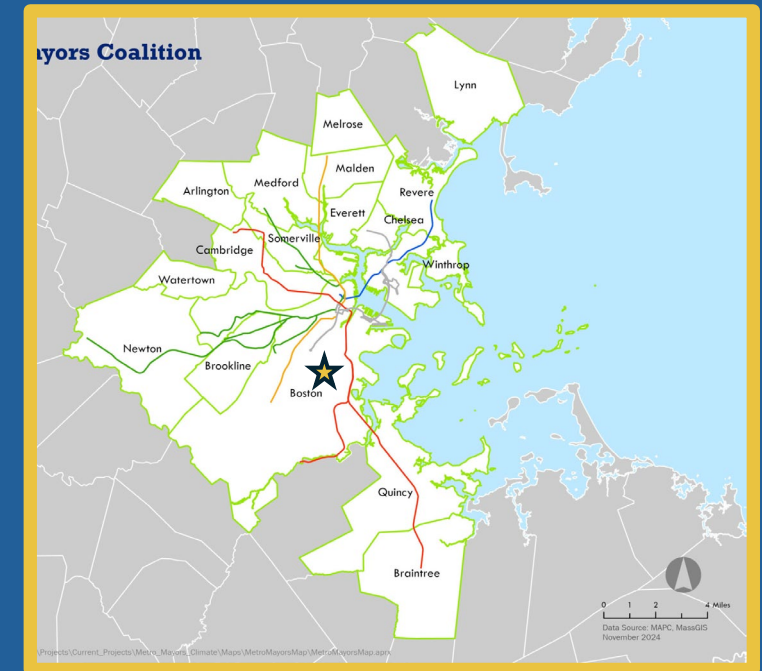 ayors Coalition
Lynn
Melrose
Malden
Medford
Arlington
Revere
Everett
Chelsea
Somerville
Cambridge
Winthrop
Watertown
Newton
Brookline
Boston
Quincy
Braintree
0 1 2 4 Miles
Data Source: MAPC, MassGIS
November 2024
\Projects\Current_Projects\Metro_Mayors_Climate\Maps\MetroMayorsMap\MetroMayorsMap.aprx